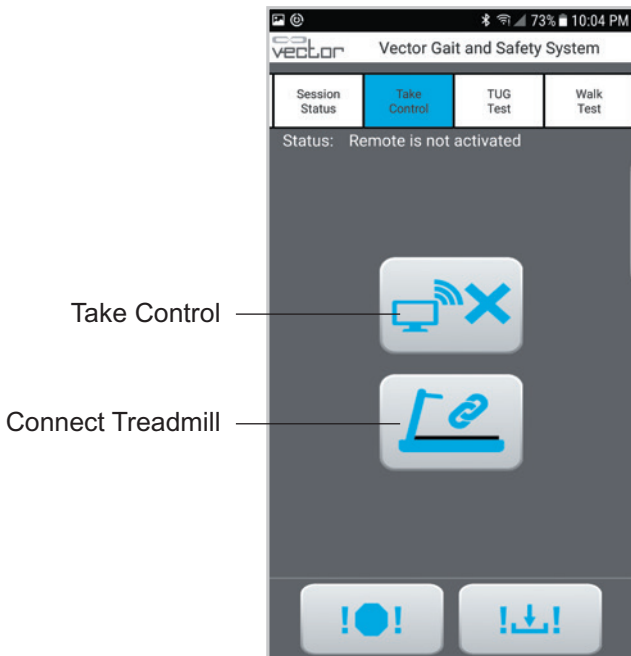 73% 10:04 PM
vector Vector Gait and Safety System
Session Status
Take Control
TUG Test
Walk Test
Status: Remote is not activated
Take Control
Connect Treadmill
! !
! !